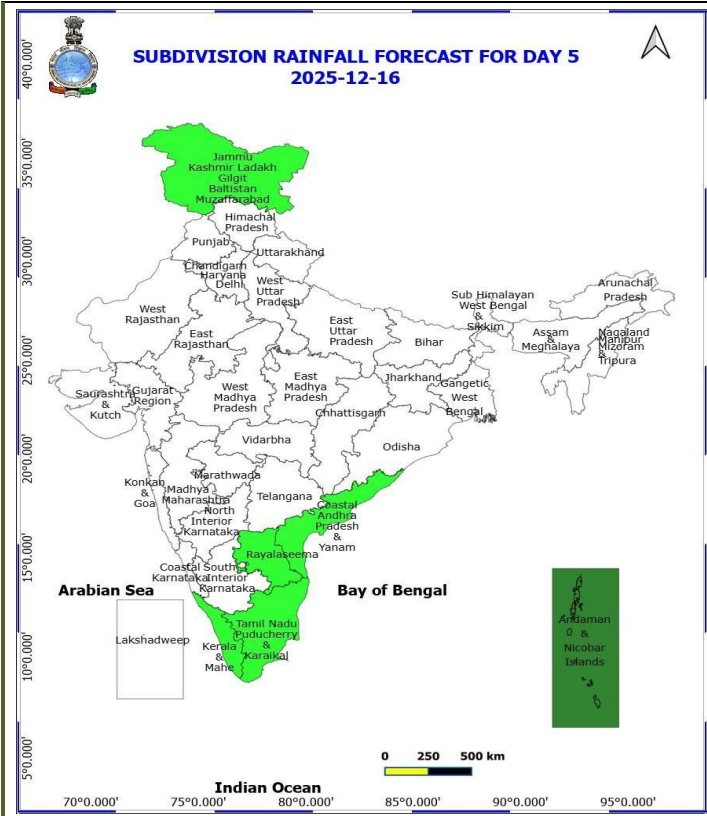 SUBDIVISION RAINFALL FORECAST FOR DAY 5
2025-12-16
40°0.000'
35°0.000'
30°0.000'
25°0.000'
20°0.000'
15°0.000'
10°0.000'
5°0.000'
Jammu
Kashmir Ladakh
Gilgit
Baltistan
Muzaffarabad
Himachal
Pradesh
Punjab
Uttarakhand
Chandigarh
Haryana
Delhi
West
Uttar
Pradesh
Arunachal
Pradesh
Sub Himalayan
West Bengal
&
Sikkim
West
Rajasthan
East
Rajasthan
East
Uttar
Pradesh
Bihar
Assam
&
Meghalaya
Nagaland
Manipur
Mizoram
&
Tripura
Saurashtra
&
Kutch
Gujarat
Region
West
Madhya
Pradesh
East
Madhya
Pradesh
Jharkhand
Gangetic
West
Bengal
Chhattisgarh
Vidarbha
Odisha
Konkan
&
Goa
Madhya
Maharashtra
Marathwada
Telangana
North
Interior
Karnataka
Coastal
Andhra
Pradesh
&
Yanam
Rayalaseema
Coastal
Karnataka
South
Interior
Karnataka
Arabian Sea
Bay of Bengal
Lakshadweep
Kerala
&
Mahe
Tamil Nadu
Puducherry
&
Karaikal
Andaman
&
Nicobar
Islands
0 250 500 km
Indian Ocean
70°0.000' 75°0.000' 80°0.000' 85°0.000' 90°0.000' 95°0.000'